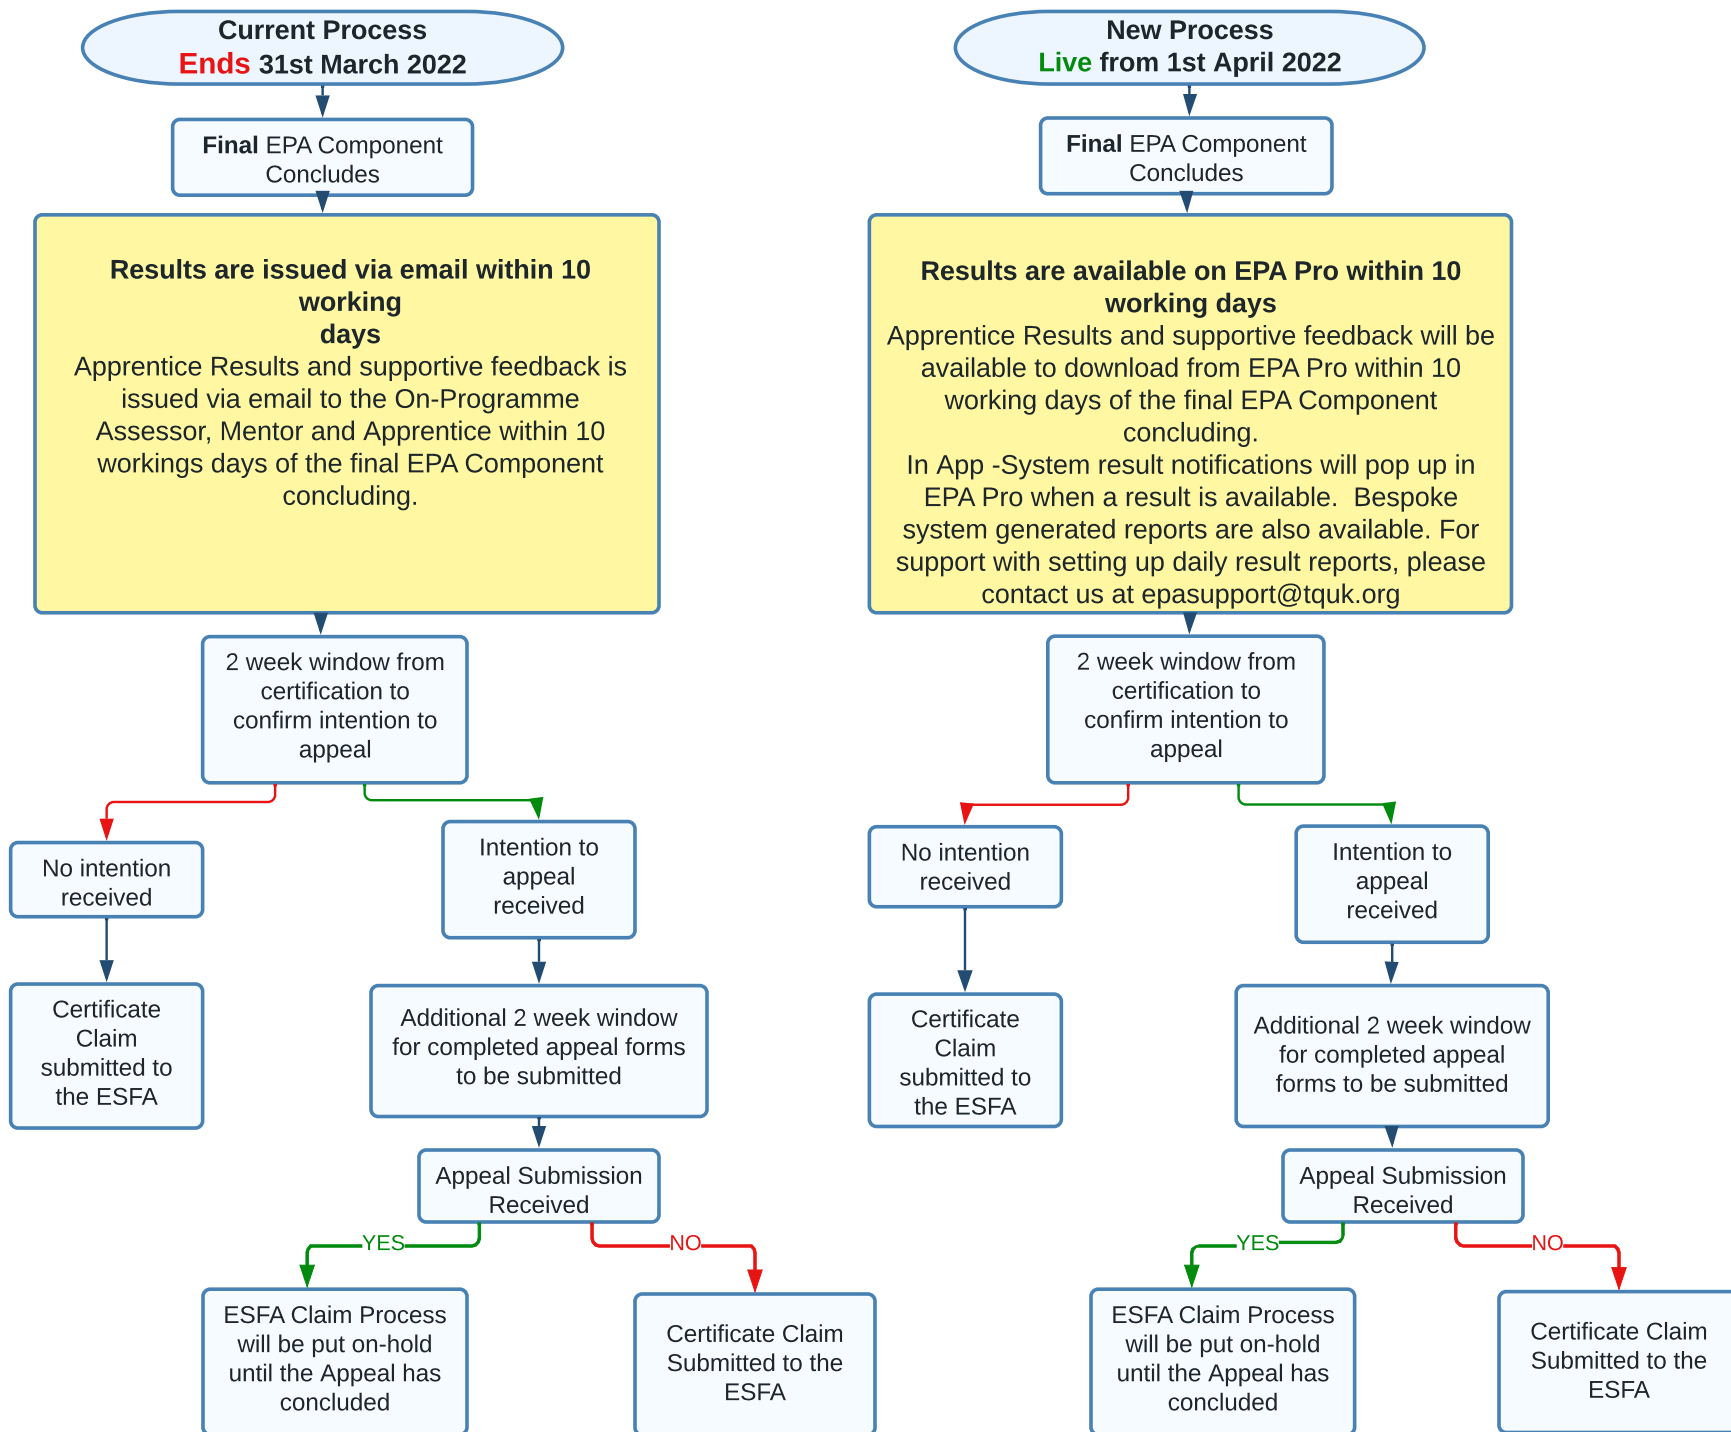 Current Process
Ends 31st March 2022
Final EPA Component
Concludes
Results are issued via email within 10
working
days
Apprentice Results and supportive feedback is
issued via email to the On-Programme
Assessor, Mentor and Apprentice within 10
workings days of the final EPA Component
concluding.
2 week window from
certification to
confirm intention to
appeal
No intention
received
Certificate
Claim
submitted to
the ESFA
Intention to
appeal
received
Additional 2 week window
for completed appeal forms
to be submitted
Appeal Submission
Received
YES
NO
ESFA Claim Process
will be put on-hold
until the Appeal has
concluded
Certificate Claim
Submitted to the
ESFA
New Process
Live from 1st April 2022
Final EPA Component
Concludes
Results are available on EPA Pro within 10
working days
Apprentice Results and supportive feedback will be
available to download from EPA Pro within 10
working days of the final EPA Component
concluding.
In App -System result notifications will pop up in
EPA Pro when a result is available.  Bespoke
system generated reports are also available. For
support with setting up daily result reports, please
contact us at epasupport@tquk.org
2 week window from
certification to
confirm intention to
appeal
No intention
received
Certificate
Claim
submitted to
the ESFA
Intention to
appeal
received
Additional 2 week window
for completed appeal
forms to be submitted
Appeal Submission
Received
YES
NO
ESFA Claim Process
will be put on-hold
until the Appeal has
concluded
Certificate Claim
Submitted to the
ESFA